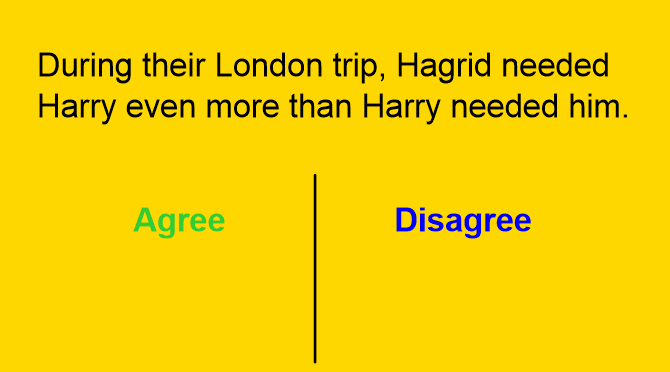 During their London trip, Hagrid needed
Harry even more than Harry needed him.
Agree
Disagree